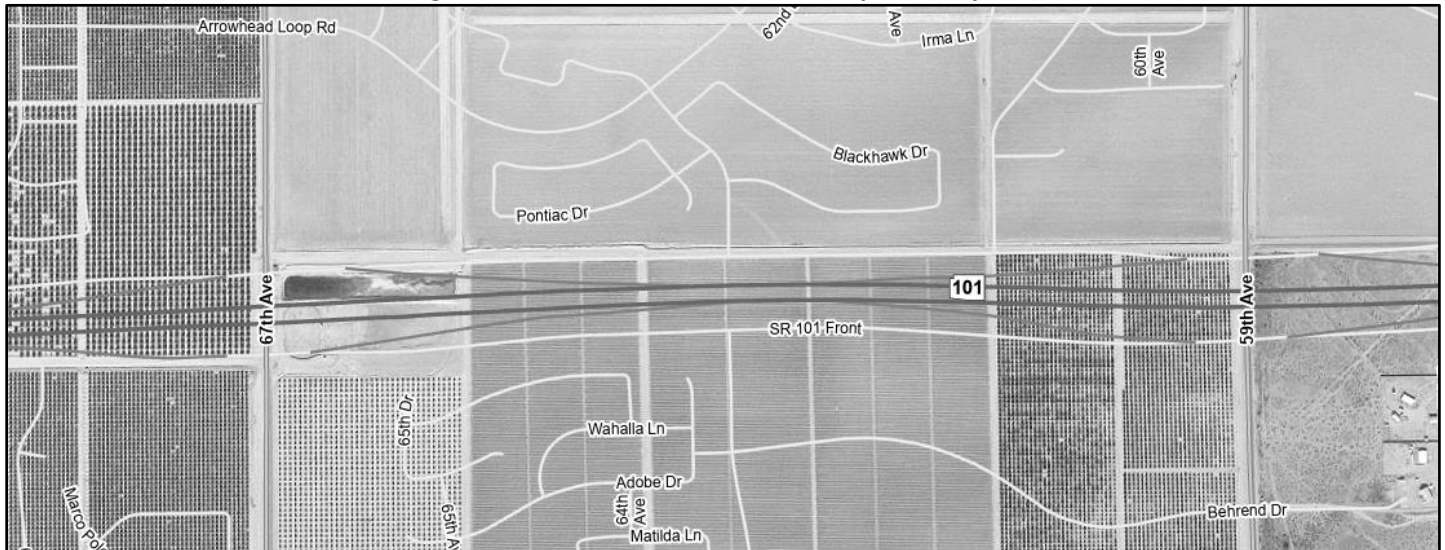 Arrowhead Loop Rd
62nd
Ave
Irma Ln
60th
Ave
Blackhawk Dr
Pontiac Dr
67th Ave
101
59th Ave
SR 101 Front
65th Dr
Wahalla Ln
Adobe Dr
64th
Ave
65th
Marco
Behrend Dr
Matilda Ln